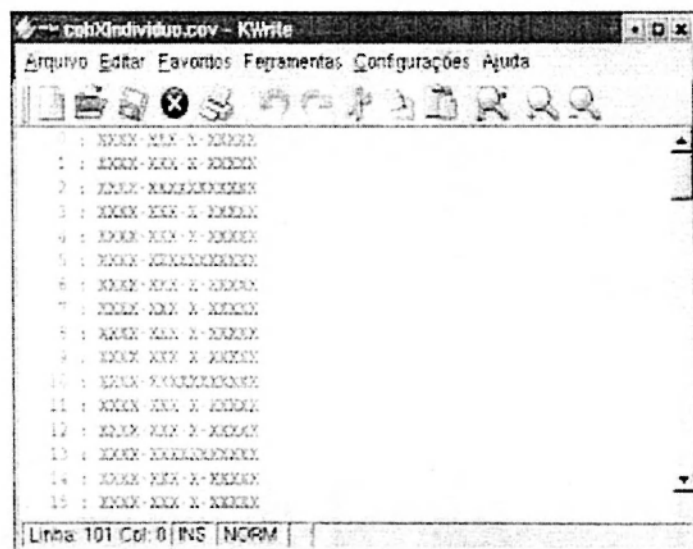 cobXIndividuo.cov - KWrite
Arquivo Editar Favoritos Ferramentas Configurações Ajuda
0 : XXXX-XXX-X-XXXXX
1 : XXXX-XXX-X-XXXXX
2 : XXXX-XXXXXXXXXXX
3 : XXXX-XXX-X-XXXXX
4 : XXXX-XXX-X-XXXXX
5 : XXXX-XXXXXXXXXXX
6 : XXXX-XXX-X-XXXXX
7 : XXXX-XXX-X-XXXXX
8 : XXXX-XXX-X-XXXXX
9 : XXXX-XXX-X-XXXXX
10 : XXXX-XXXXXXXXXXX
11 : XXXX-XXX-X-XXXXX
12 : XXXX-XXX-X-XXXXX
13 : XXXX-XXXXXXXXXXX
14 : XXXX-XXX-X-XXXXX
15 : XXXX-XXX-X-XXXXX
Linha: 101 Col: 0 INS NORM